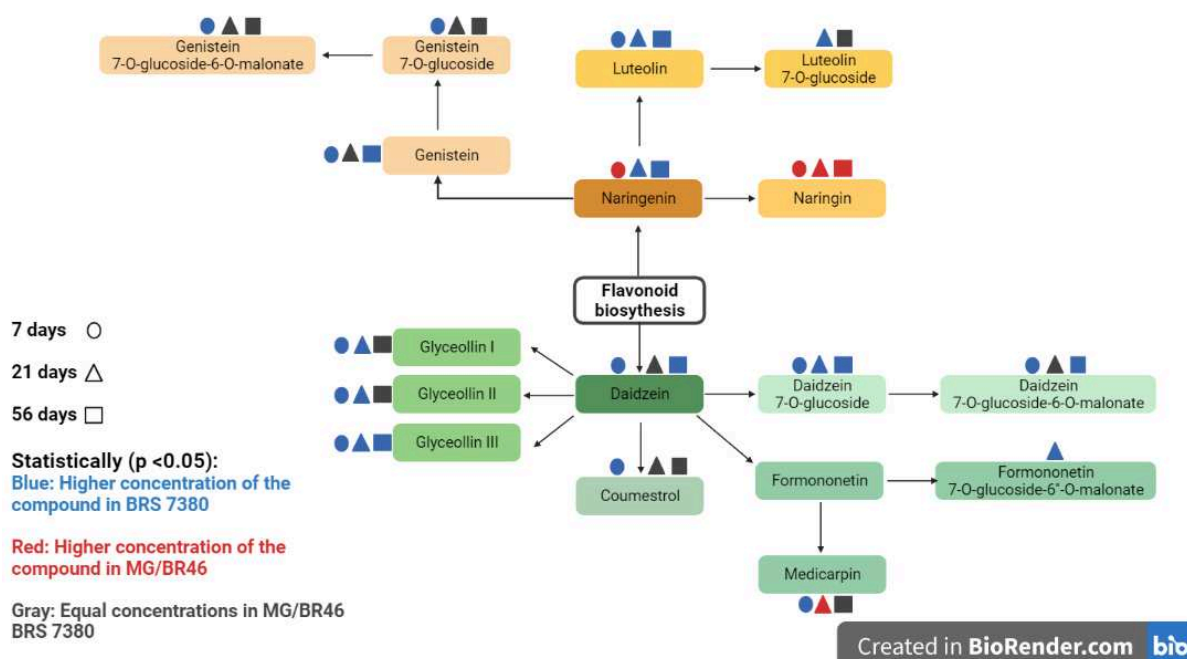 Genistein
7-O-glucoside-6-O-malonate
Genistein
7-O-glucoside
Luteolin
Luteolin
7-O-glucoside
Genistein
Naringenin
Naringin
Flavonoid
biosythesis
7 days
21 days
56 days
Glyceollin I
Glyceollin II
Glyceollin III
Daidzein
Daidzein
7-O-glucoside
Daidzein
7-O-glucoside-6-O-malonate
Coumestrol
Formononetin
Formononetin
7-O-glucoside-6"-O-malonate
Medicarpin
Statistically (p <0.05):
Blue: Higher concentration of the
compound in BRS 7380
Red: Higher concentration of the
compound in MG/BR46
Gray: Equal concentrations in MG/BR46
BRS 7380
Created in BioRender.com bio